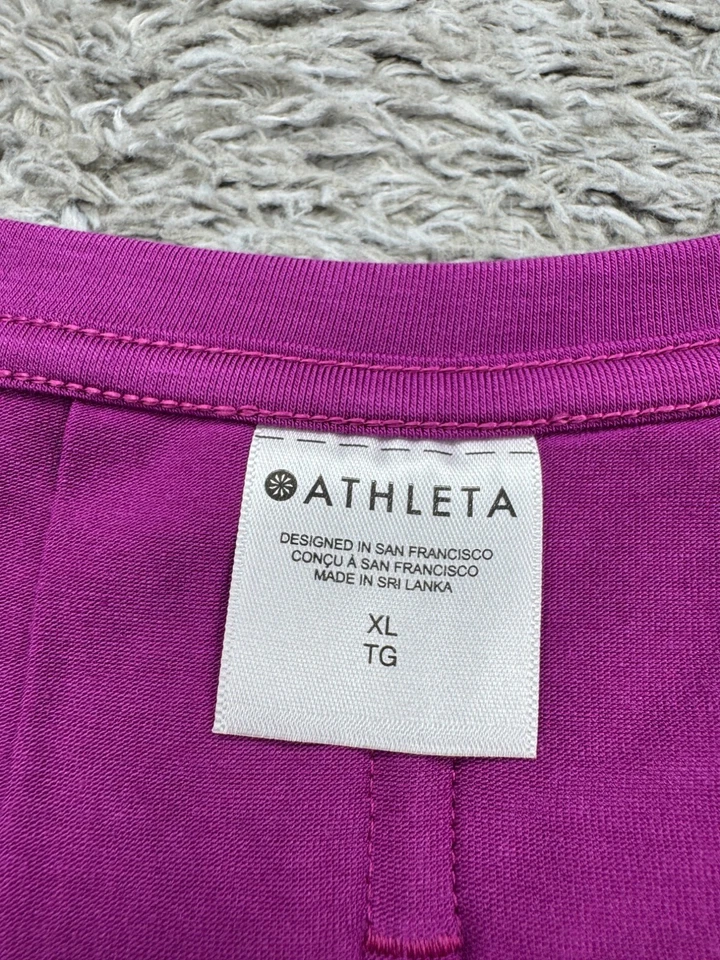 ATHLETA
DESIGNED IN SAN FRANCISCO
CONÇU À SAN FRANCISCO
MADE IN SRI LANKA
XL
TG